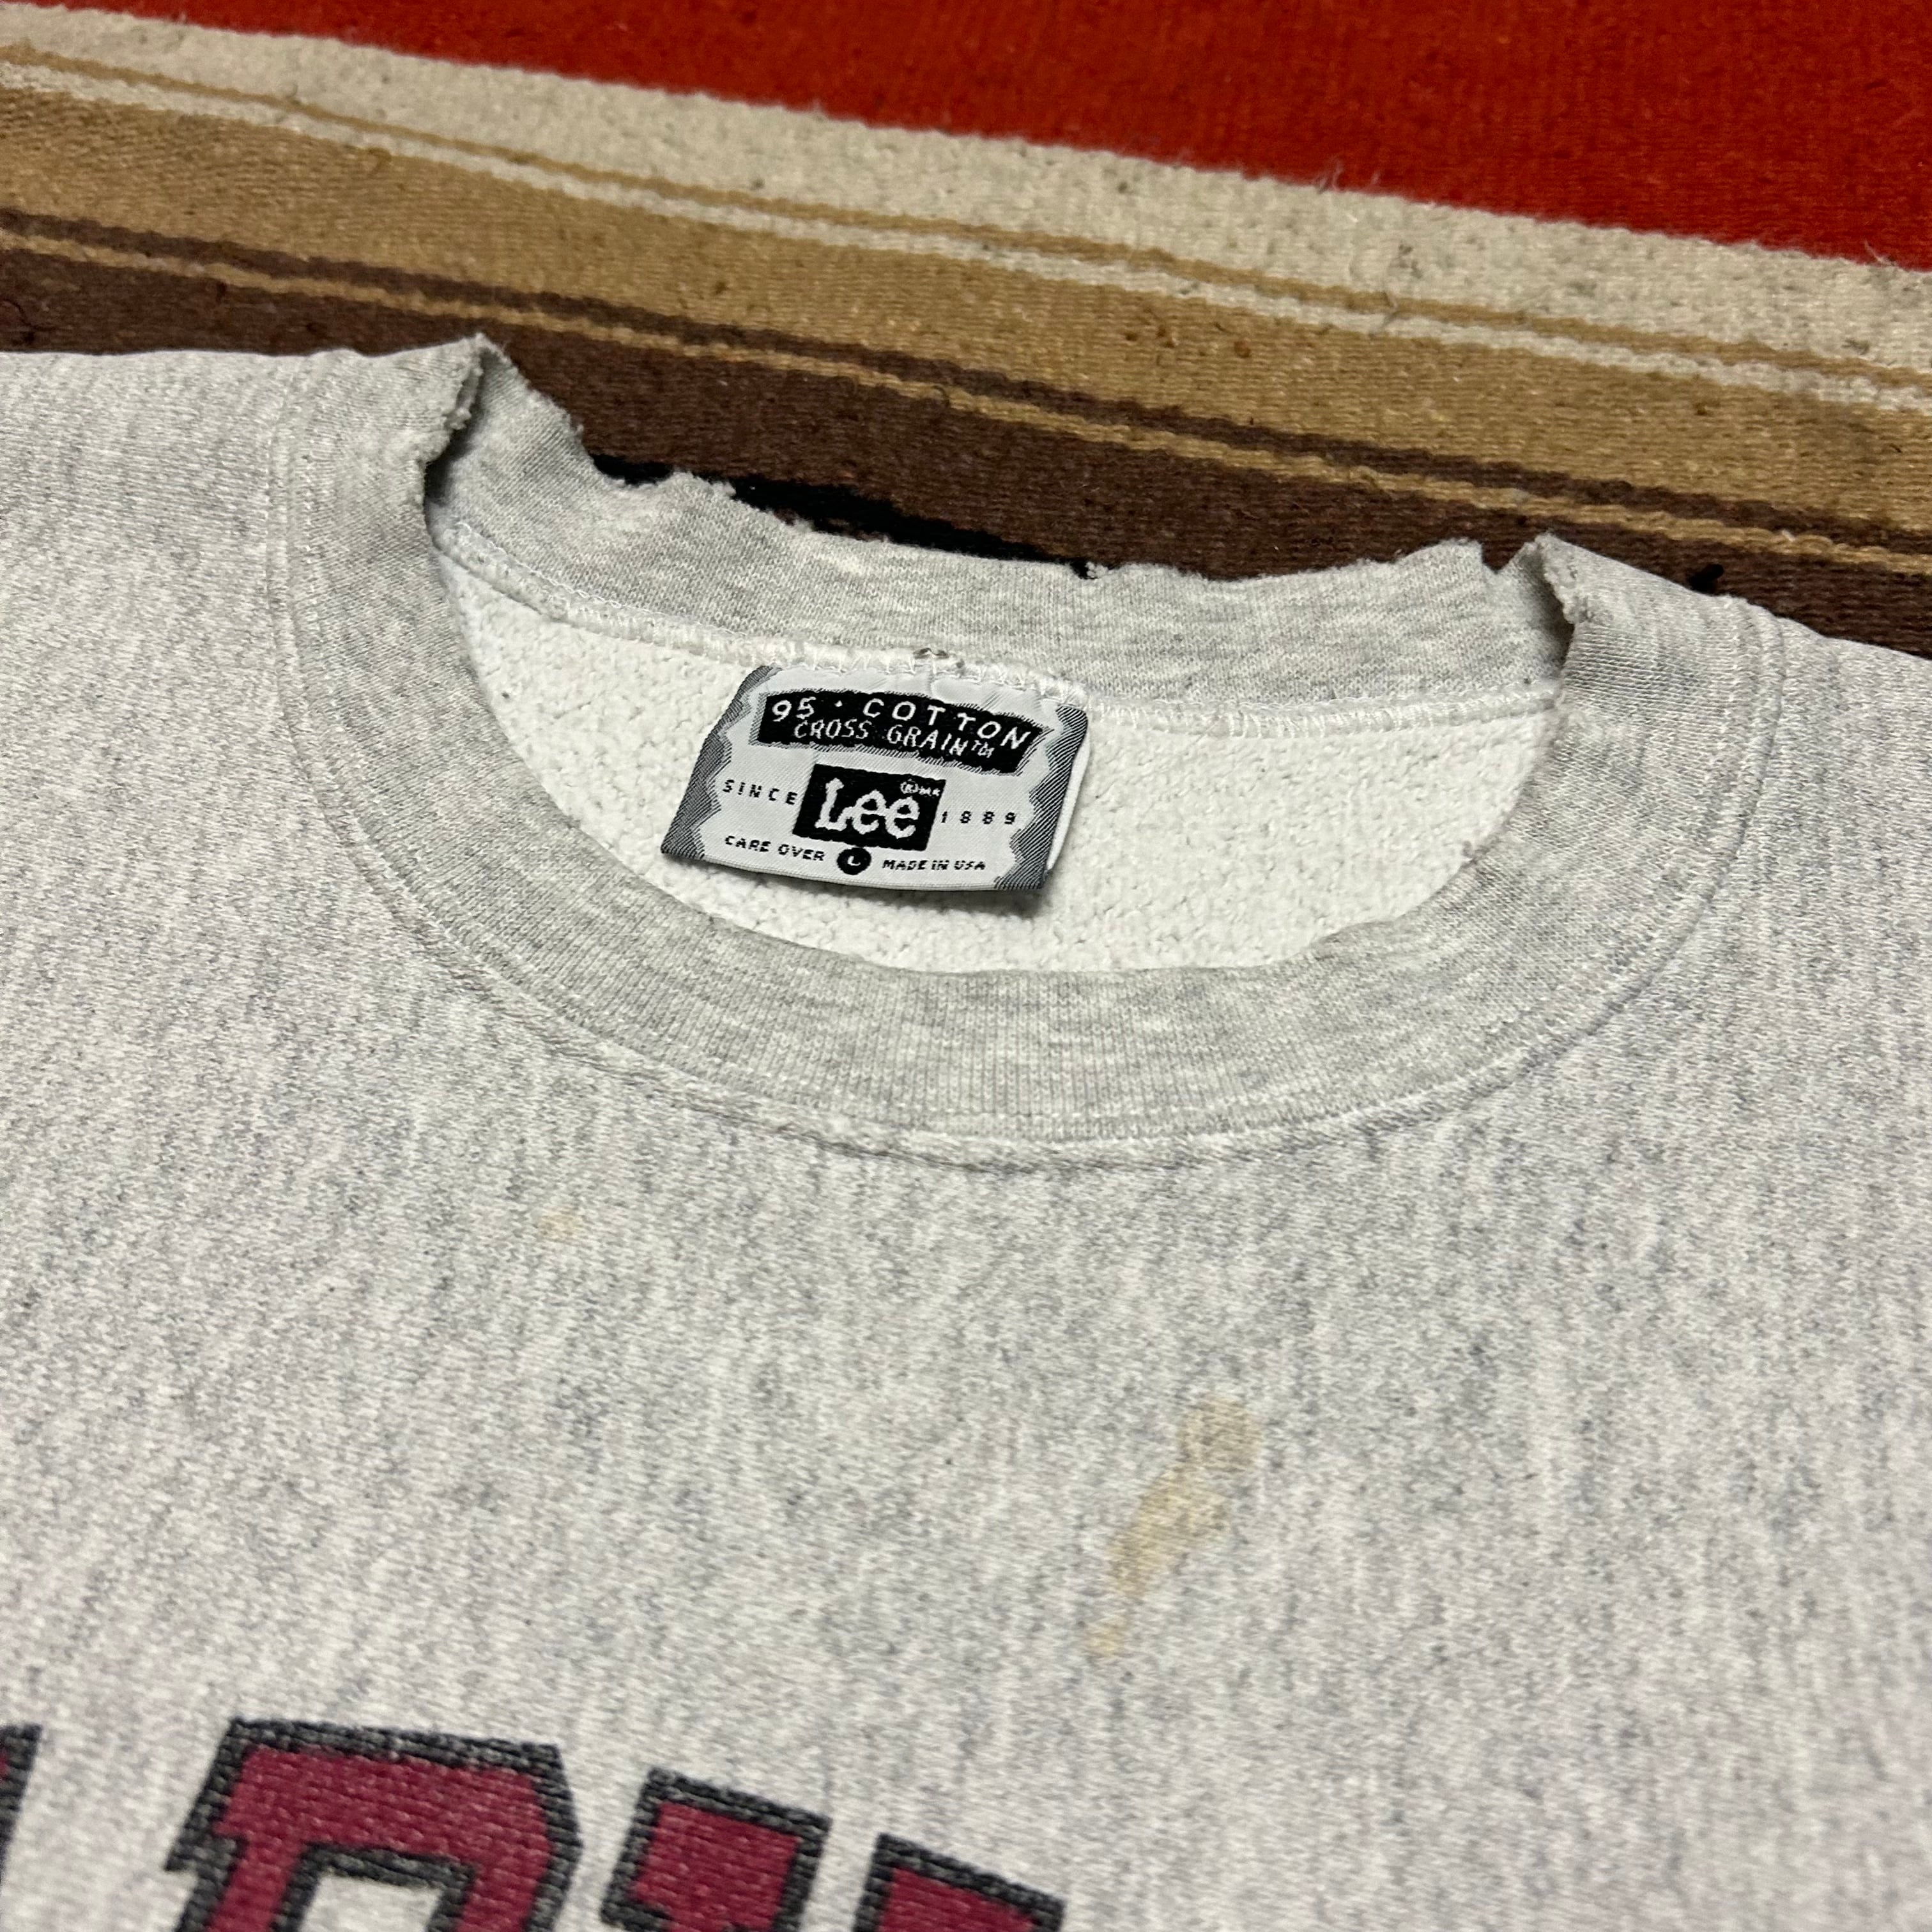 95 · COTTON
CROSS GRAIN™
SINCE Lee® 1889
CARE OVER L MADE IN USA